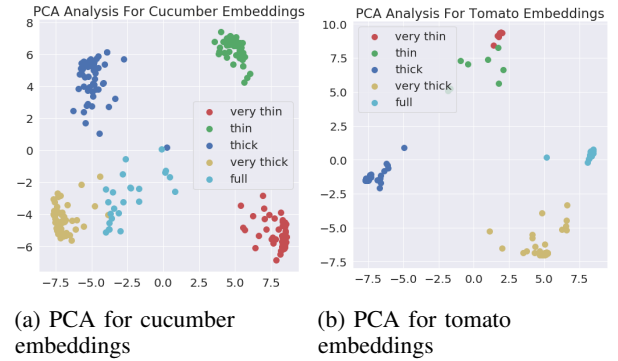 PCA Analysis For Cucumber Embeddings
8
6
4
2
0
−2
−4
−6
−7.5 −5.0 −2.5 0.0 2.5 5.0 7.5
very thin
thin
thick
very thick
full
(a) PCA for cucumber
embeddings
PCA Analysis For Tomato Embeddings
10.0
7.5
5.0
2.5
0.0
−2.5
−5.0
−7.5
−7.5 −5.0 −2.5 0.0 2.5 5.0 7.5
very thin
thin
thick
very thick
full
(b) PCA for tomato
embeddings